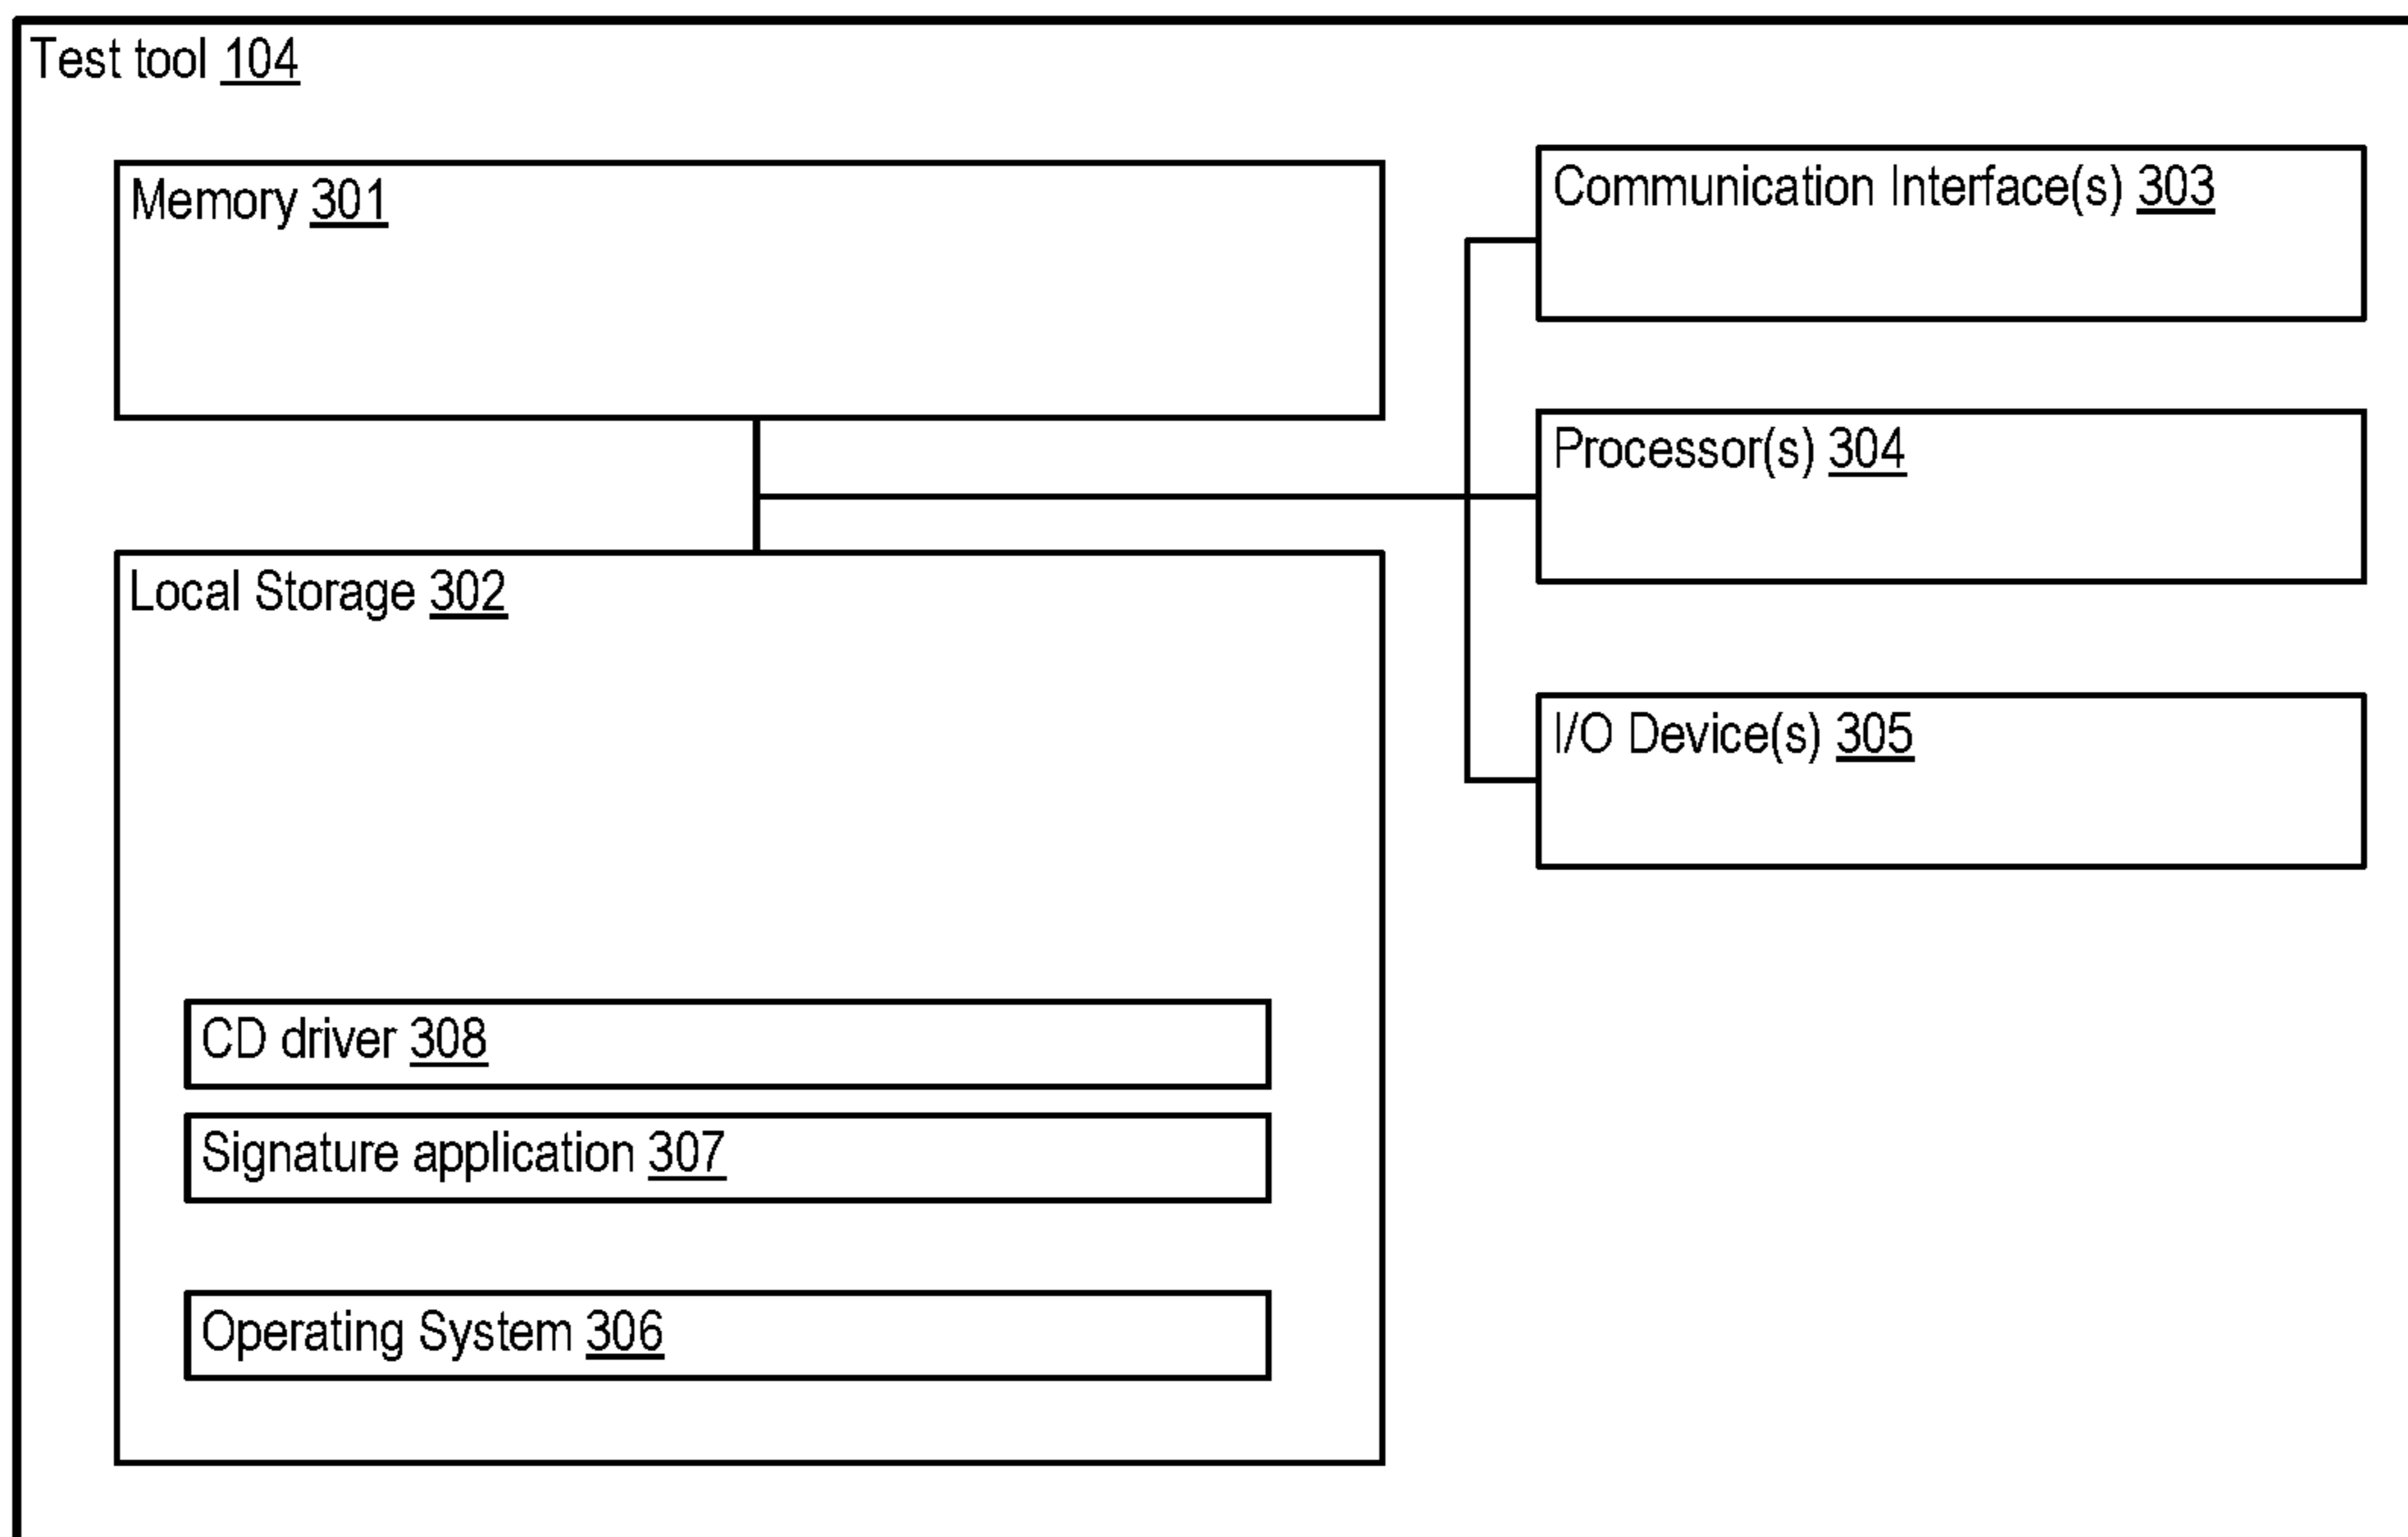 Test tool 104
Memory 301
Communication Interface(s) 303
Processor(s) 304
Local Storage 302
I/O Device(s) 305
CD driver 308
Signature application 307
Operating System 306